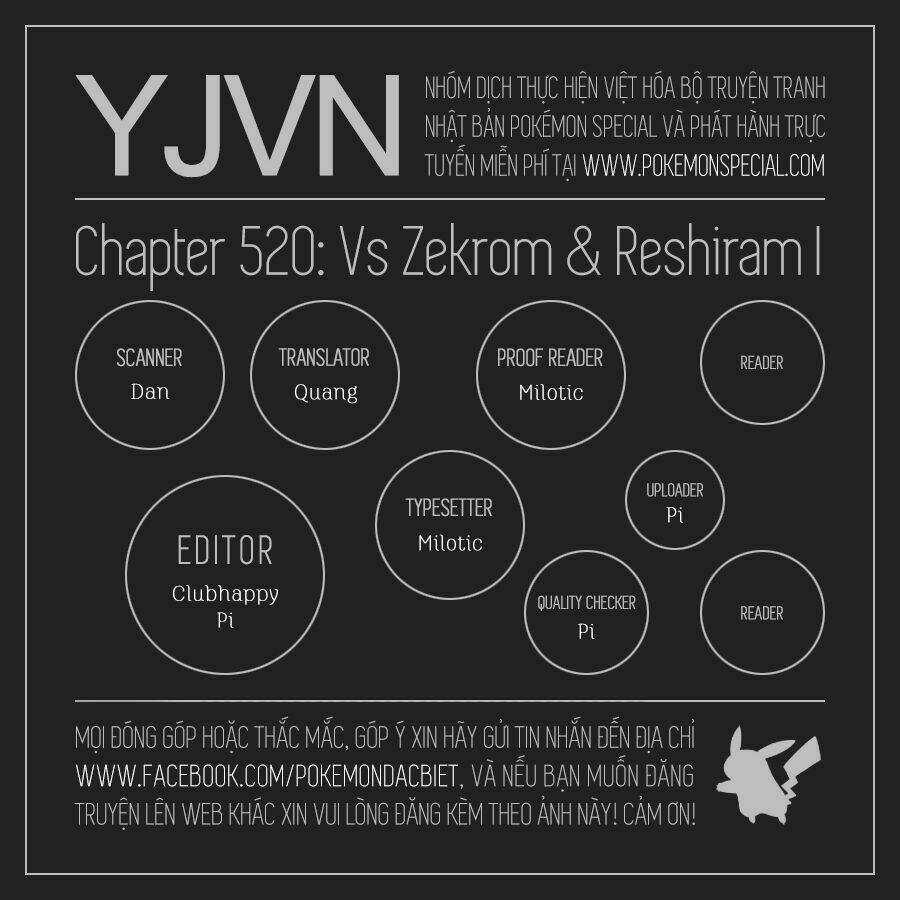 YJVN
NHÓM DỊCH THỰC HIỆN VIỆT HÓA BỘ TRUYỆN TRANH
NHẬT BẢN POKÉMON SPECIAL VÀ PHÁT HÀNH TRỰC
TUYẾN MIỄN PHÍ TẠI WWW.POKEMONSPECIAL.COM
Chapter 520: Vs Zekrom & Reshiram I
SCANNER
Dan
TRANSLATOR
Quang
PROOF READER
Milotic
READER
EDITOR
Clubhappy
Pi
TYPESETTER
Milotic
UPLOADER
Pi
QUALITY CHECKER
Pi
READER
MỌI ĐÓNG GÓP HOẶC THẮC MẮC, GÓP Ý XIN HÃY GỬI TIN NHẮN ĐẾN ĐỊA CHỈ
WWW.FACEBOOK.COM/POKEMONDACBIET, VÀ NẾU BẠN MUỐN ĐĂNG
TRUYỆN LÊN WEB KHÁC XIN VUI LÒNG ĐĂNG KÈM THEO ẢNH NÀY! CẢM ƠN!